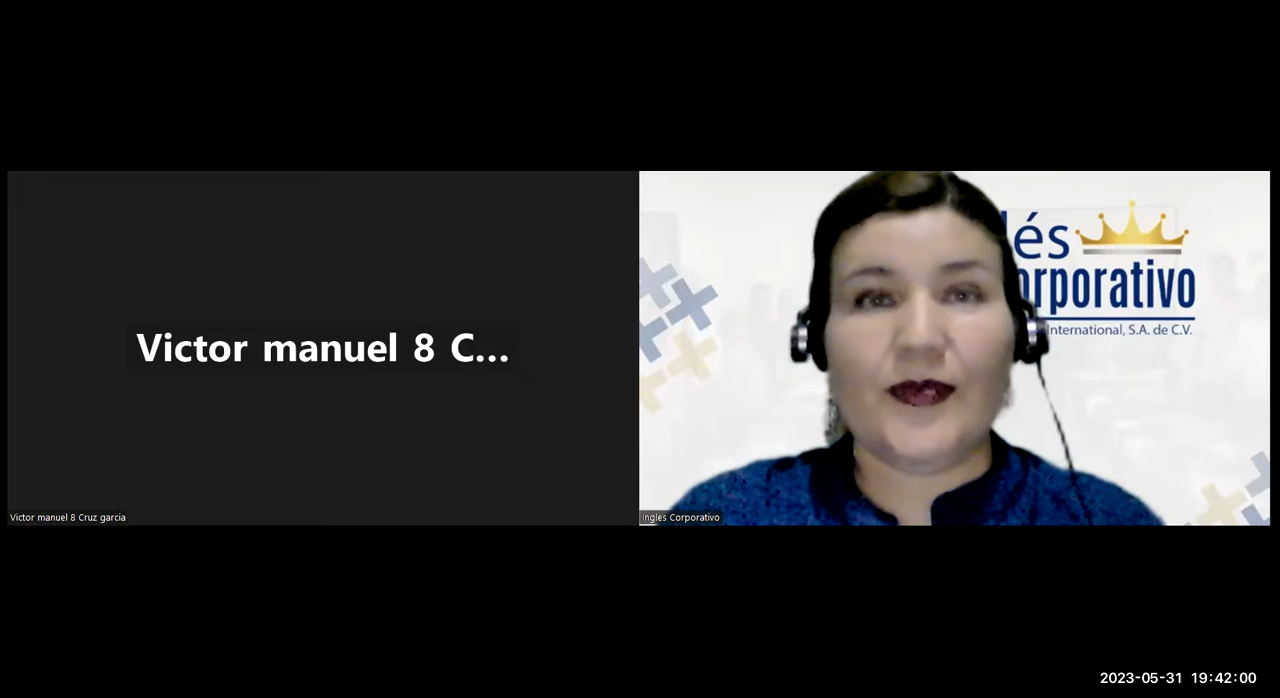 Victor manuel 8 C...
Victor manuel 8 Cruz garcia
lés
orporativo
International, S.A. de C.V.
Ingles Corporativo
2023-05-31 19:42:00